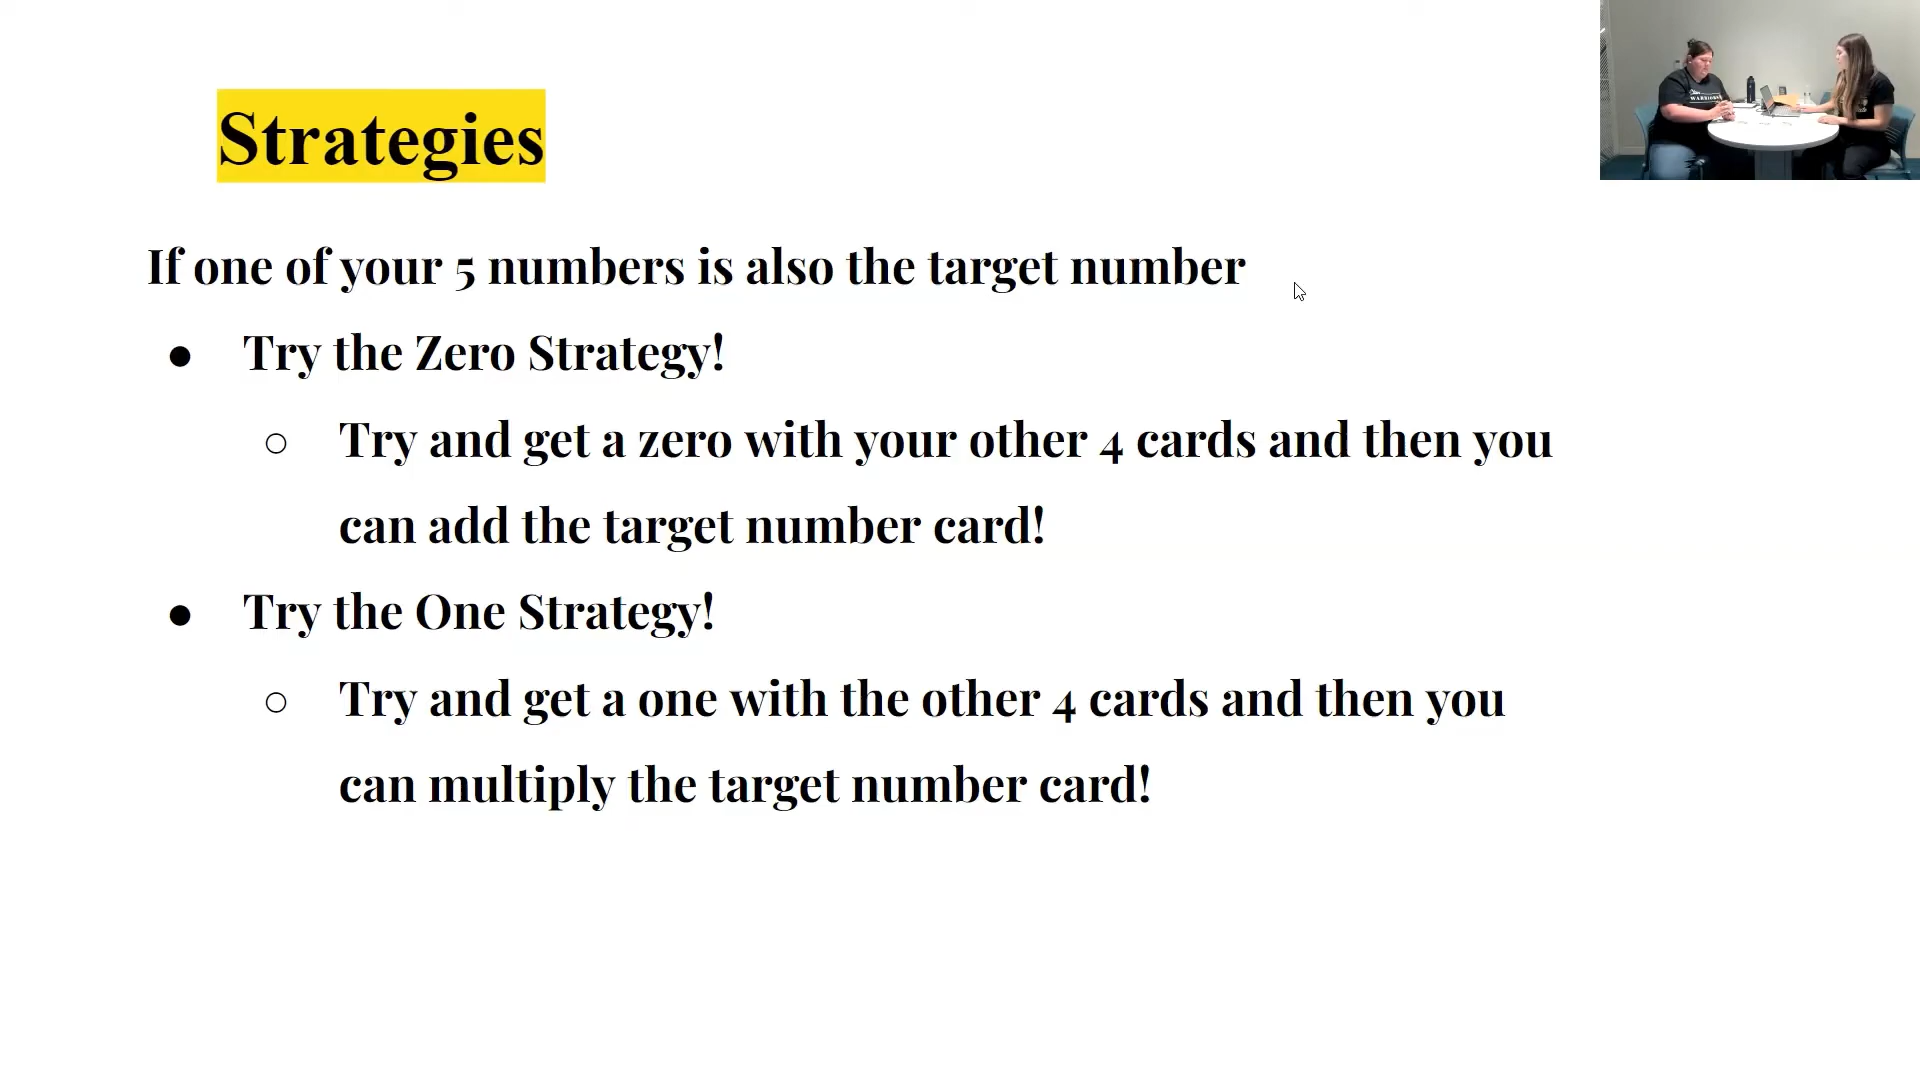 Strategies
If one of your 5 numbers is also the target number
● Try the Zero Strategy!
○ Try and get a zero with your other 4 cards and then you
can add the target number card!
● Try the One Strategy!
○ Try and get a one with the other 4 cards and then you
can multiply the target number card!
WARRIORS